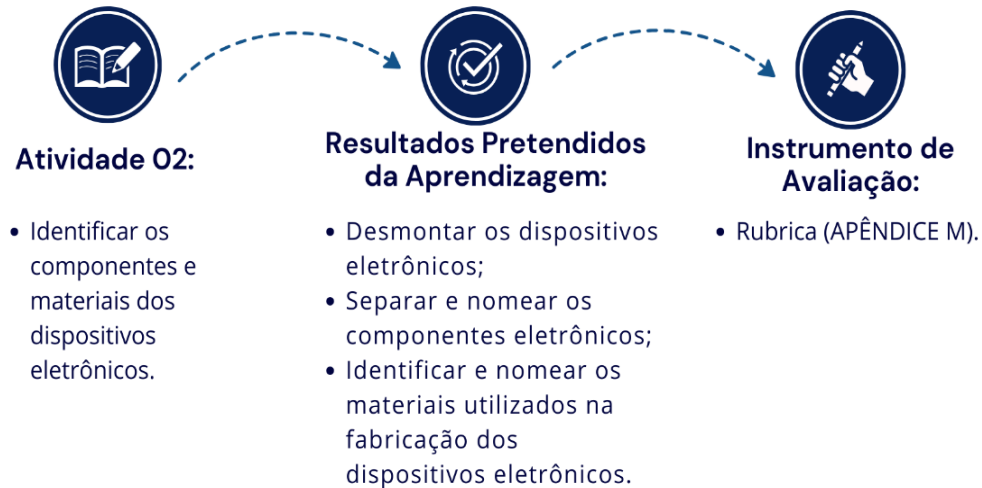 Atividade 02:
• Identificar os
componentes e
materiais dos
dispositivos
eletrônicos.
Resultados Pretendidos
da Aprendizagem:
• Desmontar os dispositivos
eletrônicos;
• Separar e nomear os
componentes eletrônicos;
• Identificar e nomear os
materiais utilizados na
fabricação dos
dispositivos eletrônicos.
Instrumento de
Avaliação:
• Rubrica (APÊNDICE M).